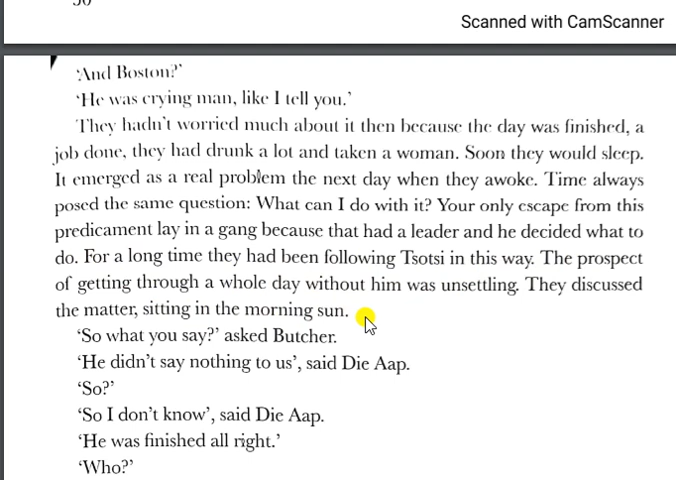 Scanned with CamScanner
'And Boston?'
'He was crying man, like I tell you.'
They hadn't worried much about it then because the day was finished, a
job done, they had drunk a lot and taken a woman. Soon they would sleep.
It emerged as a real problem the next day when they awoke. Time always
posed the same question: What can I do with it? Your only escape from this
predicament lay in a gang because that had a leader and he decided what to
do. For a long time they had been following Tsotsi in this way. The prospect
of getting through a whole day without him was unsettling. They discussed
the matter, sitting in the morning sun.
'So what you say?' asked Butcher.
'He didn't say nothing to us', said Die Aap.
'So?'
'So I don't know', said Die Aap.
'He was finished all right.'
'Who?'